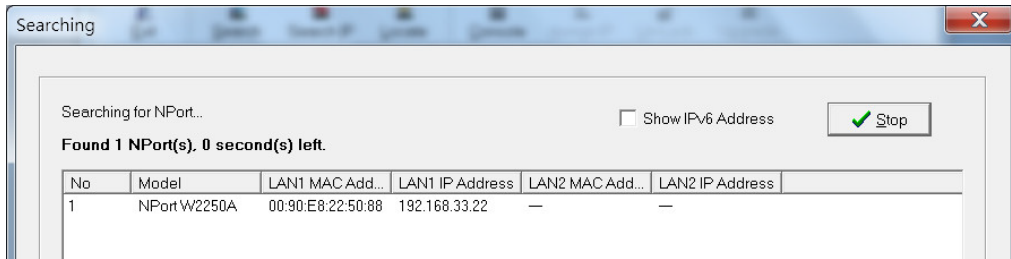 Searching
Searching for NPort...
Show IPv6 Address
Stop
Found 1 NPort(s), 0 second(s) left.
No Model LAN1 MAC Add... LAN1 IP Address LAN2 MAC Add... LAN2 IP Address
1 NPort W2250A 00:90:E8:22:50:88 192.168.33.22 — —